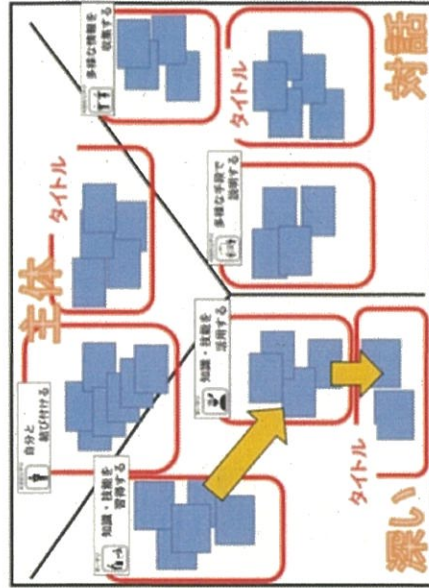 主体
自分と
結び付ける
タイトル
多様な情報を
収集する
知識・技能を
習得する
知識・技能を
活用する
多様な手段で
説明する
タイトル
タイトル
深い
対話